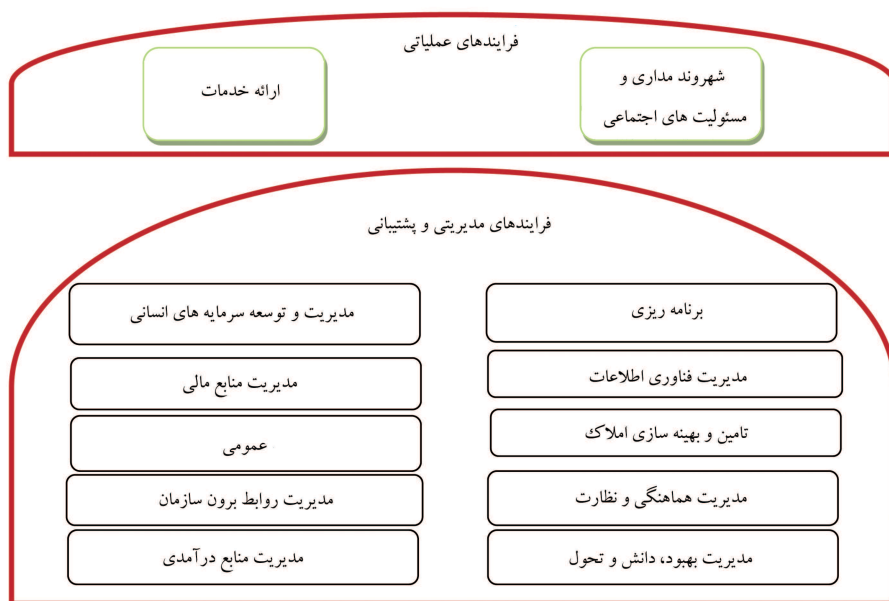 فرایندهای عملیاتی
شهروند مداری و
مسئولیت های اجتماعی
ارائه خدمات
فرایندهای مدیریتی و پشتیبانی
برنامه ریزی
مدیریت و توسعه سرمایه های انسانی
مدیریت فناوری اطلاعات
مدیریت منابع مالی
تامین و بهینه سازی املاک
عمومی
مدیریت هماهنگی و نظارت
مدیریت روابط برون سازمان
مدیریت بهبود، دانش و تحول
مدیریت منابع درآمدی